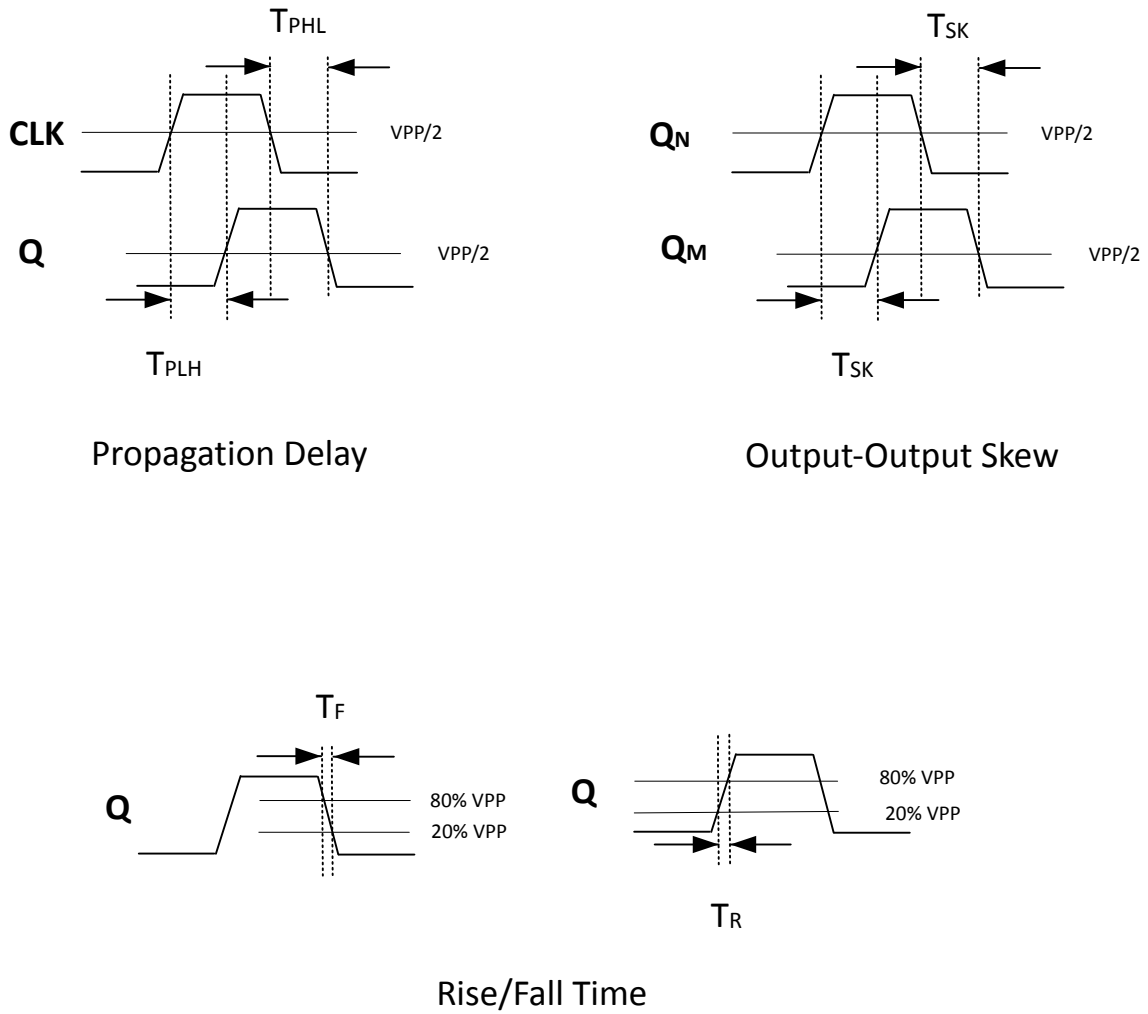 TPHL
CLK
VPP/2
Q
VPP/2
TPLH
Propagation Delay
TSK
QN
VPP/2
QM
VPP/2
TSK
Output-Output Skew
TF
Q
80% VPP
20% VPP
Q
80% VPP
20% VPP
TR
Rise/Fall Time